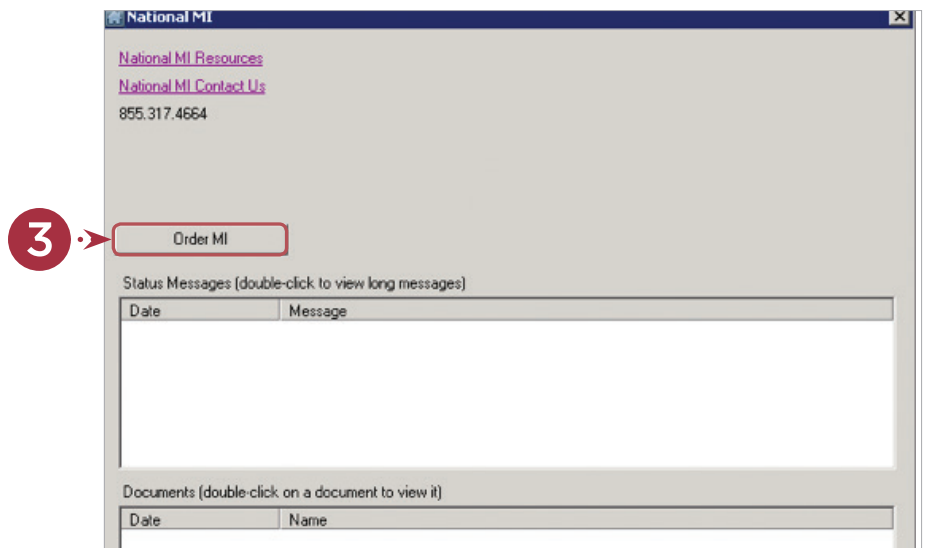 National MI
National MI Resources
National MI Contact Us
855.317.4664
3
Order MI
Status Messages (double-click to view long messages)
Date Message
Documents (double-click on a document to view it)
Date Name